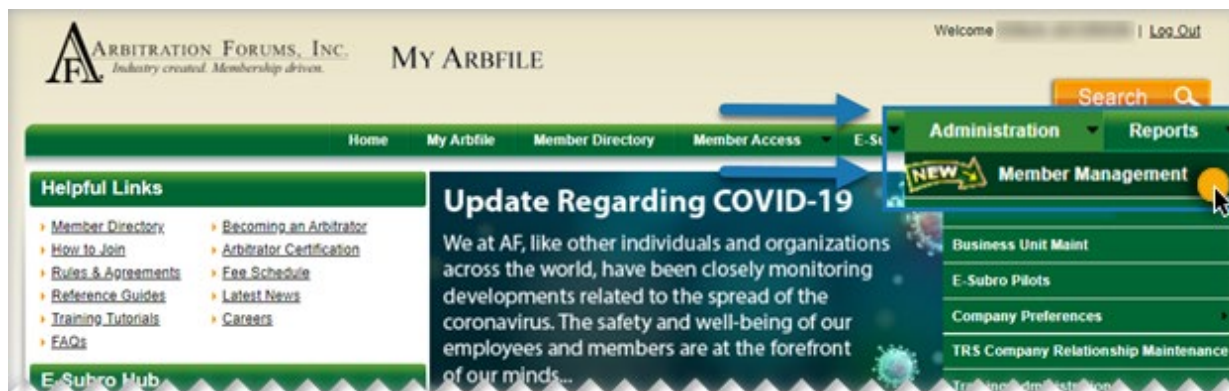 ARBITRATION FORUMS, INC.
Industry created. Membership driven.
MY ARBFILE
Welcome | Log Out
Search
Home My Arbfile Member Directory Member Access E-Su Administration Reports
NEW Member Management
Helpful Links
Member Directory
How to Join
Rules & Agreements
Reference Guides
Training Tutorials
FAQs
Becoming an Arbitrator
Arbitrator Certification
Fee Schedule
Latest News
Careers
E-Subro Hub
Update Regarding COVID-19
We at AF, like other individuals and organizations
across the world, have been closely monitoring
developments related to the spread of the
coronavirus. The safety and well-being of our
employees and members are at the forefront
of our minds...
Business Unit Maint
E-Subro Pilots
Company Preferences
TRS Company Relationship Maintenance
Training Administration